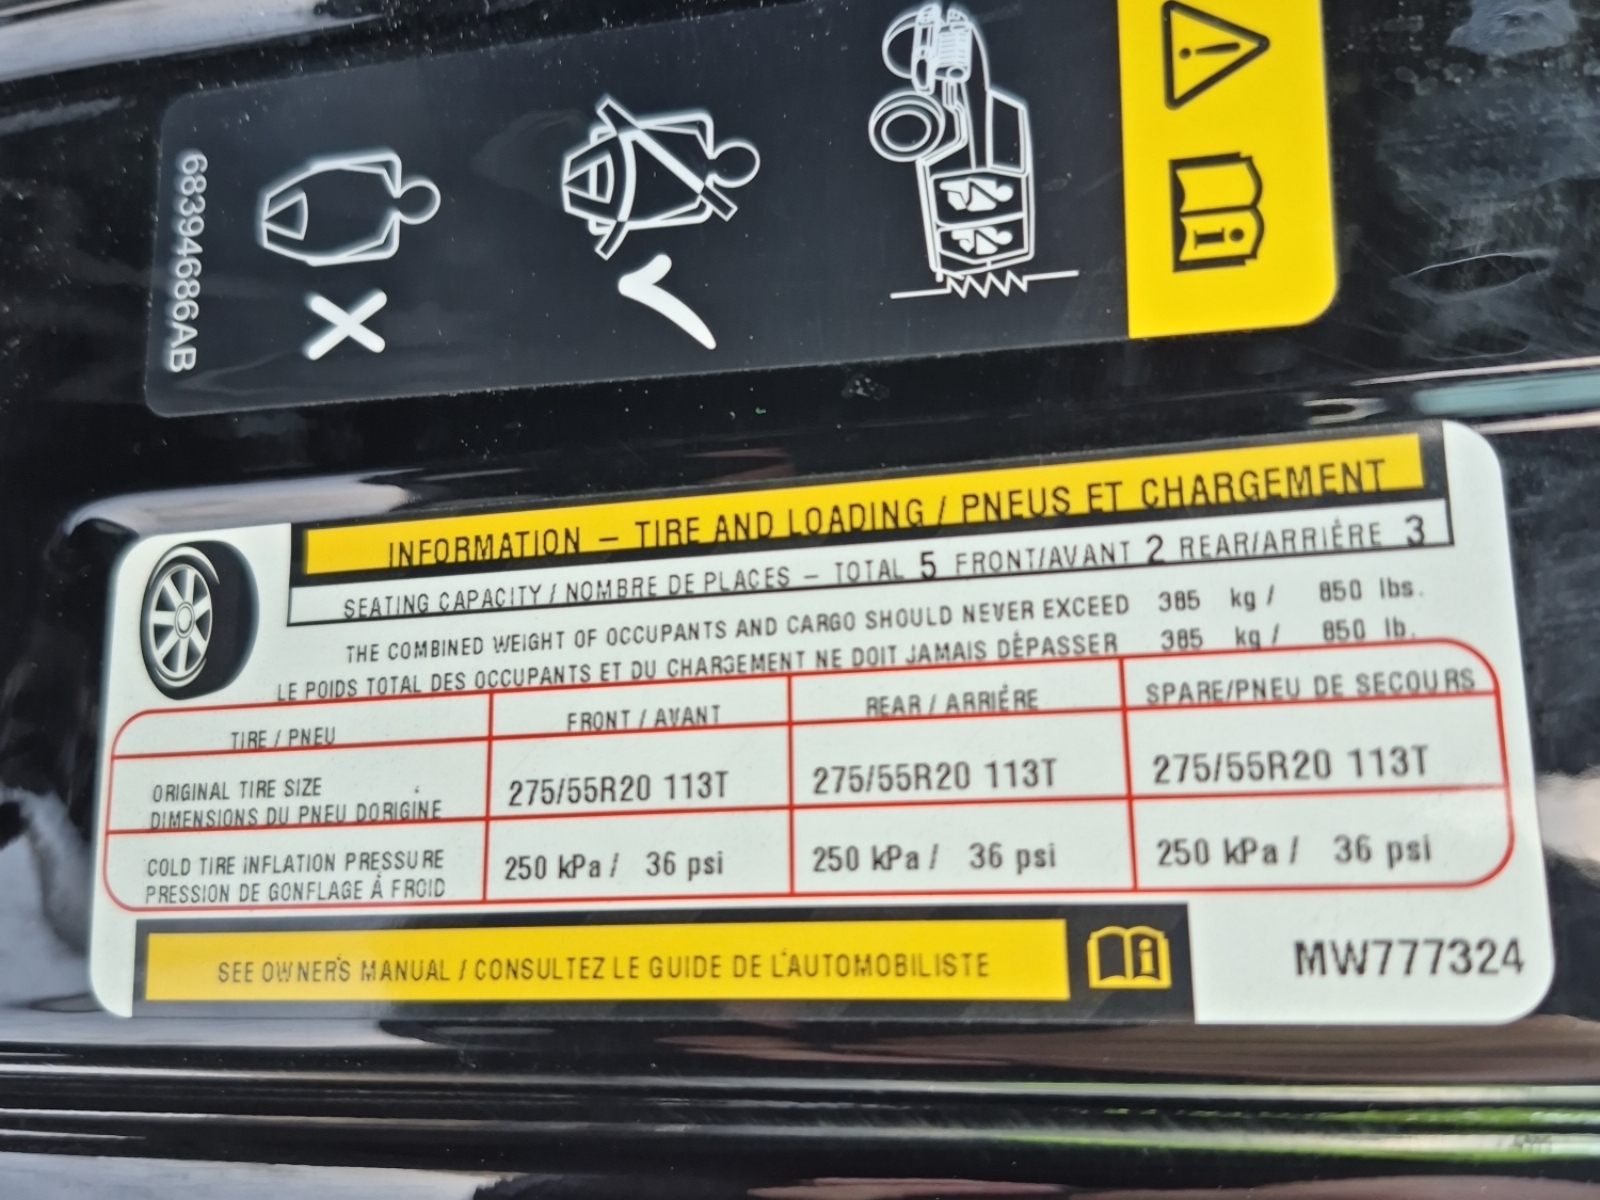 68394686AB
INFORMATION – TIRE AND LOADING / PNEUS ET CHARGEMENT
SEATING CAPACITY / NOMBRE DE PLACES – TOTAL 5 FRONT/AVANT 2 REAR/ARRIÈRE 3
THE COMBINED WEIGHT OF OCCUPANTS AND CARGO SHOULD NEVER EXCEED 385 kg / 850 lbs.
LE POIDS TOTAL DES OCCUPANTS ET DU CHARGEMENT NE DOIT JAMAIS DÉPASSER 385 kg / 850 lb.
TIRE / PNEU FRONT / AVANT REAR / ARRIÈRE SPARE/PNEU DE SECOURS
ORIGINAL TIRE SIZE
DIMENSIONS DU PNEU DORIGINE
275/55R20 113T 275/55R20 113T 275/55R20 113T
COLD TIRE INFLATION PRESSURE
PRESSION DE GONFLAGE À FROID
250 kPa / 36 psi 250 kPa / 36 psi 250 kPa / 36 psi
SEE OWNER'S MANUAL / CONSULTEZ LE GUIDE DE L'AUTOMOBILISTE
MW777324